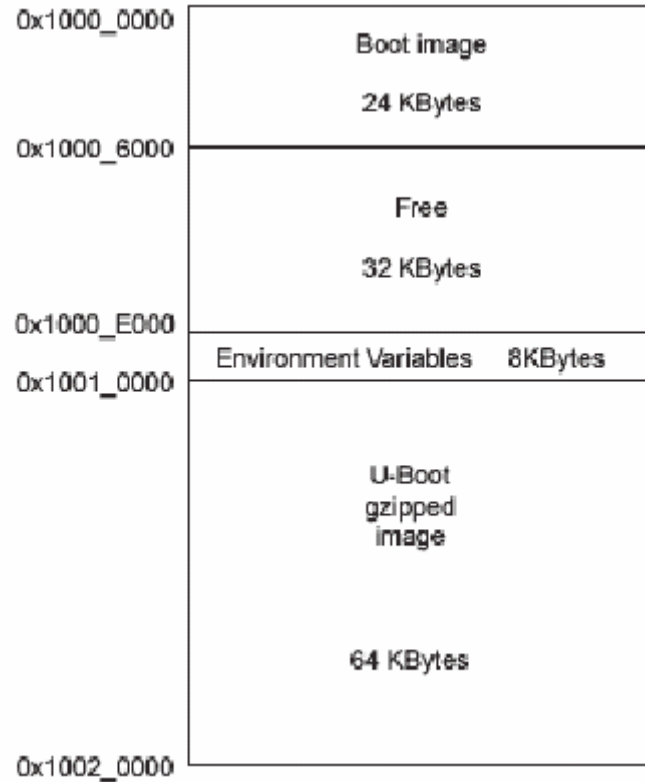 0x1000_0000
Boot image
24 KBytes
0x1000_6000
Free
32 KBytes
0x1000_E000
Environment Variables 8KBytes
0x1001_0000
U-Boot
gzipped
image
64 KBytes
0x1002_0000